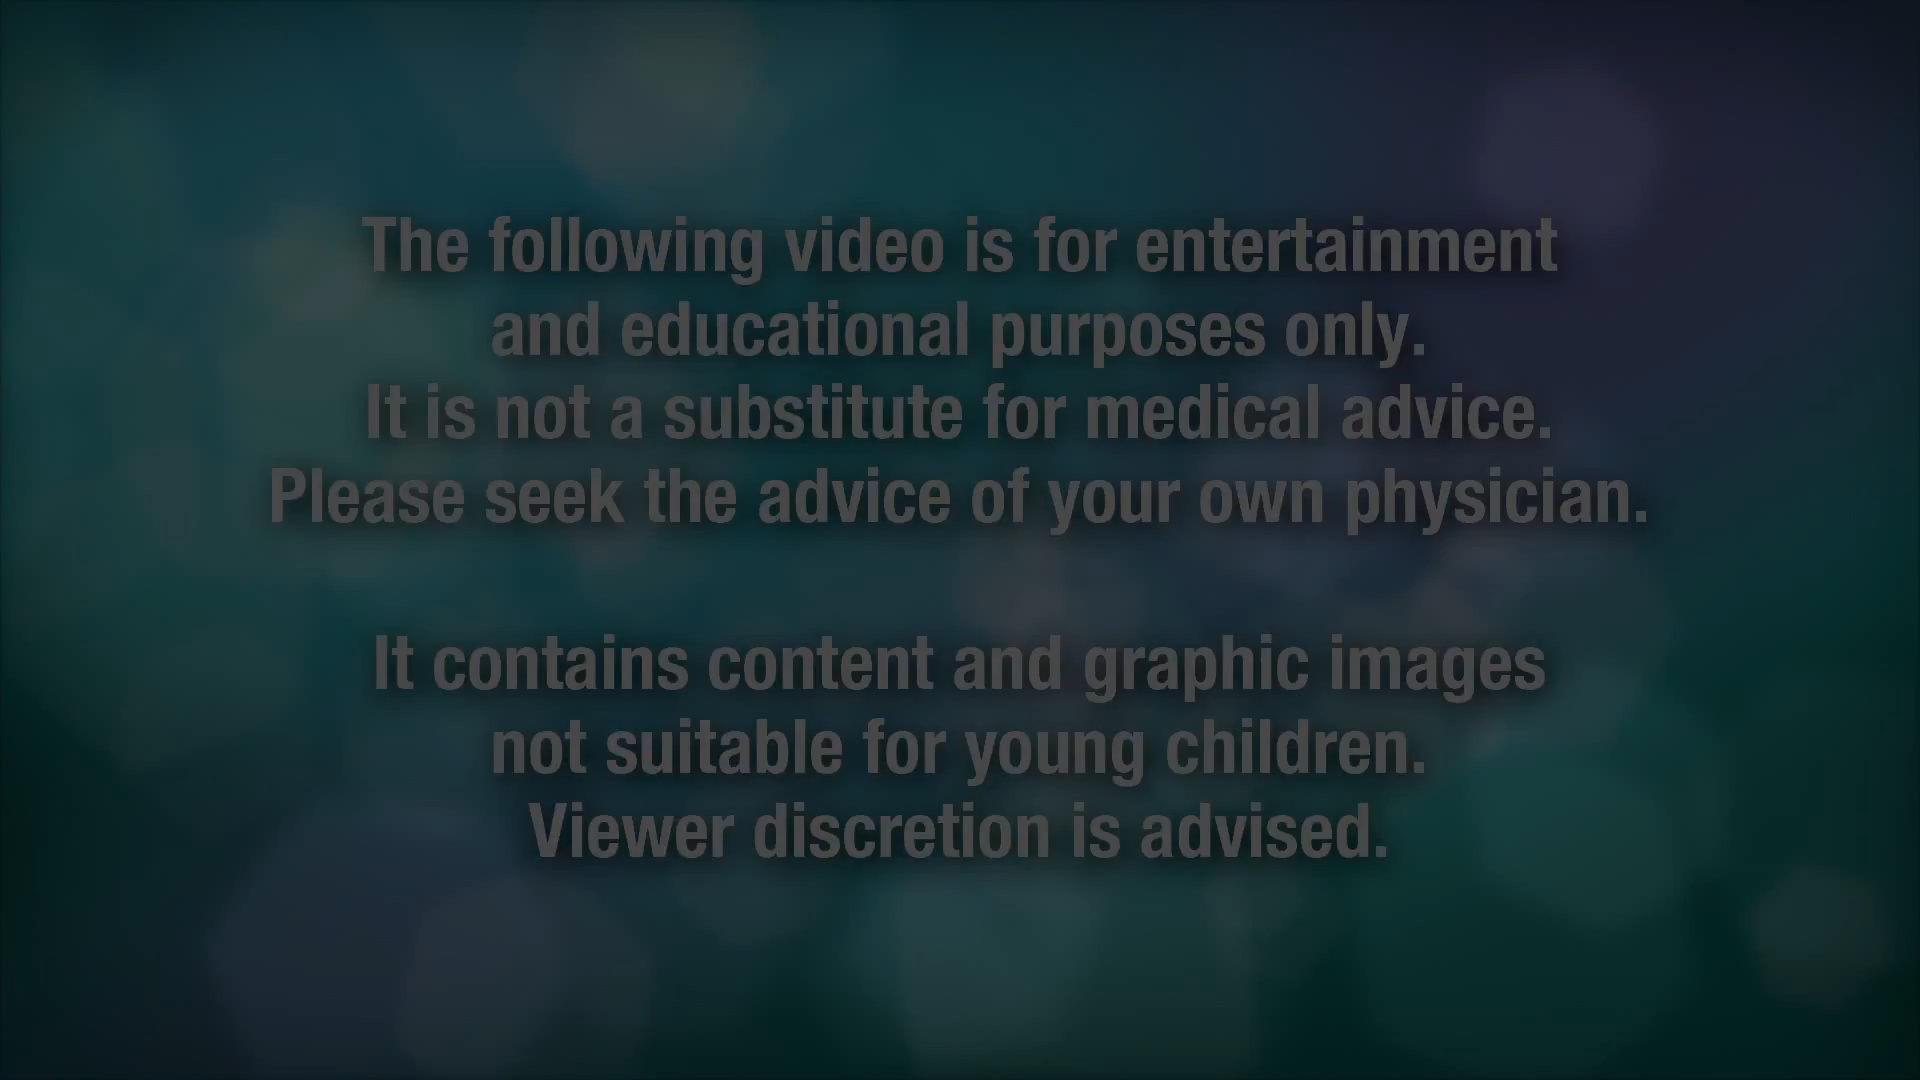 The following video is for entertainment
and educational purposes only.
It is not a substitute for medical advice.
Please seek the advice of your own physician.
It contains content and graphic images
not suitable for young children.
Viewer discretion is advised.